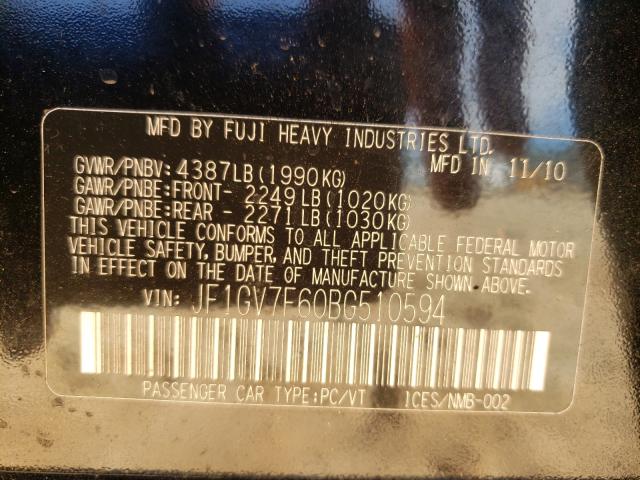 MFD BY FUJI HEAVY INDUSTRIES LTD.
GVWR/PNBV: 4387LB (1990KG) MFD IN 11/10
GAWR/PNBE:FRONT- 2249LB (1020KG)
GAWR/PNBE:REAR - 2271LB (1030KG)
THIS VEHICLE CONFORMS TO ALL APPLICABLE FEDERAL MOTOR
VEHICLE SAFETY, BUMPER, AND THEFT PREVENTION STANDARDS
IN EFFECT ON THE DATE OF MANUFACTURE SHOWN ABOVE.
VIN: JF1GV7F60BG510594
PASSENGER CAR TYPE:PC/VT 1CES/NMB-002